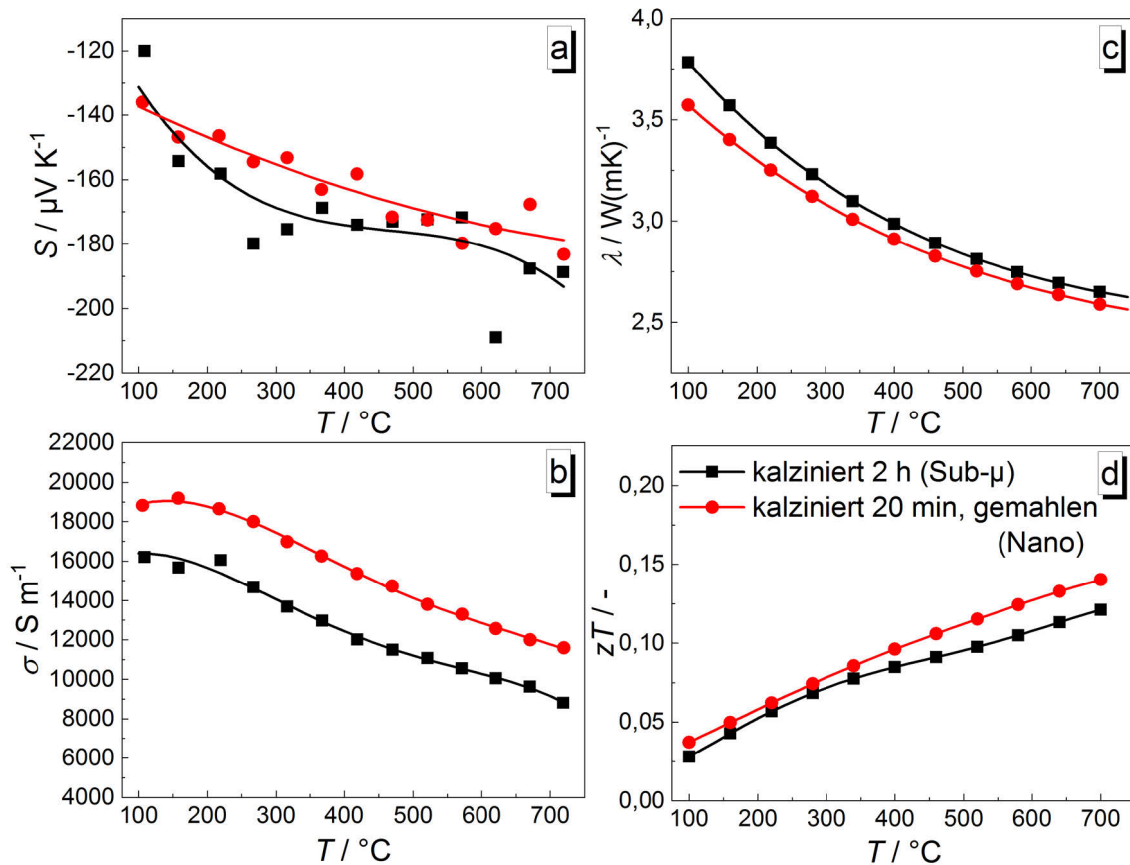 a
-120
-140
-160
-180
-200
-220
S / µV K⁻¹
100 200 300 400 500 600 700
T / °C
c
3,5
3,0
2,5
λ / W(mK)⁻¹
100 200 300 400 500 600 700
T / °C
b
22000
20000
18000
16000
14000
12000
10000
8000
6000
4000
σ / S m⁻¹
100 200 300 400 500 600 700
T / °C
d
kalziniert 2 h (Sub-µ)
kalziniert 20 min, gemahlen
(Nano)
0,20
0,15
0,10
0,05
0,00
zT / -
100 200 300 400 500 600 700
T / °C